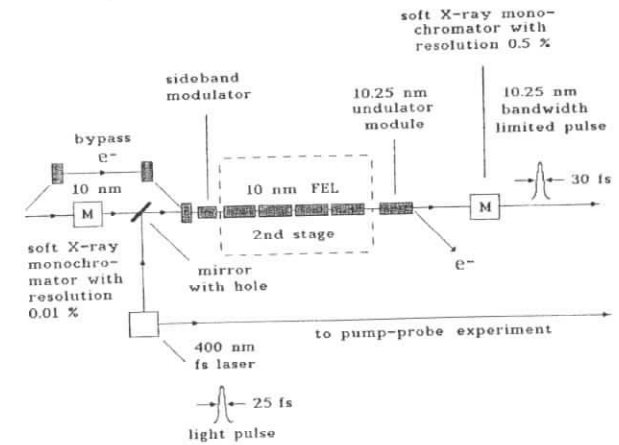 soft X-ray mono-
chromator with
resolution 0.5 %
sideband
modulator
10.25 nm
undulator
module
10.25 nm
bandwidth
limited pulse
bypass
e-
10 nm
10 nm FEL
30 fs
M
M
2nd stage
soft X-ray
monochro-
mator with
resolution
0.01 %
mirror
with hole
e-
to pump-probe experiment
400 nm
fs laser
25 fs
light pulse